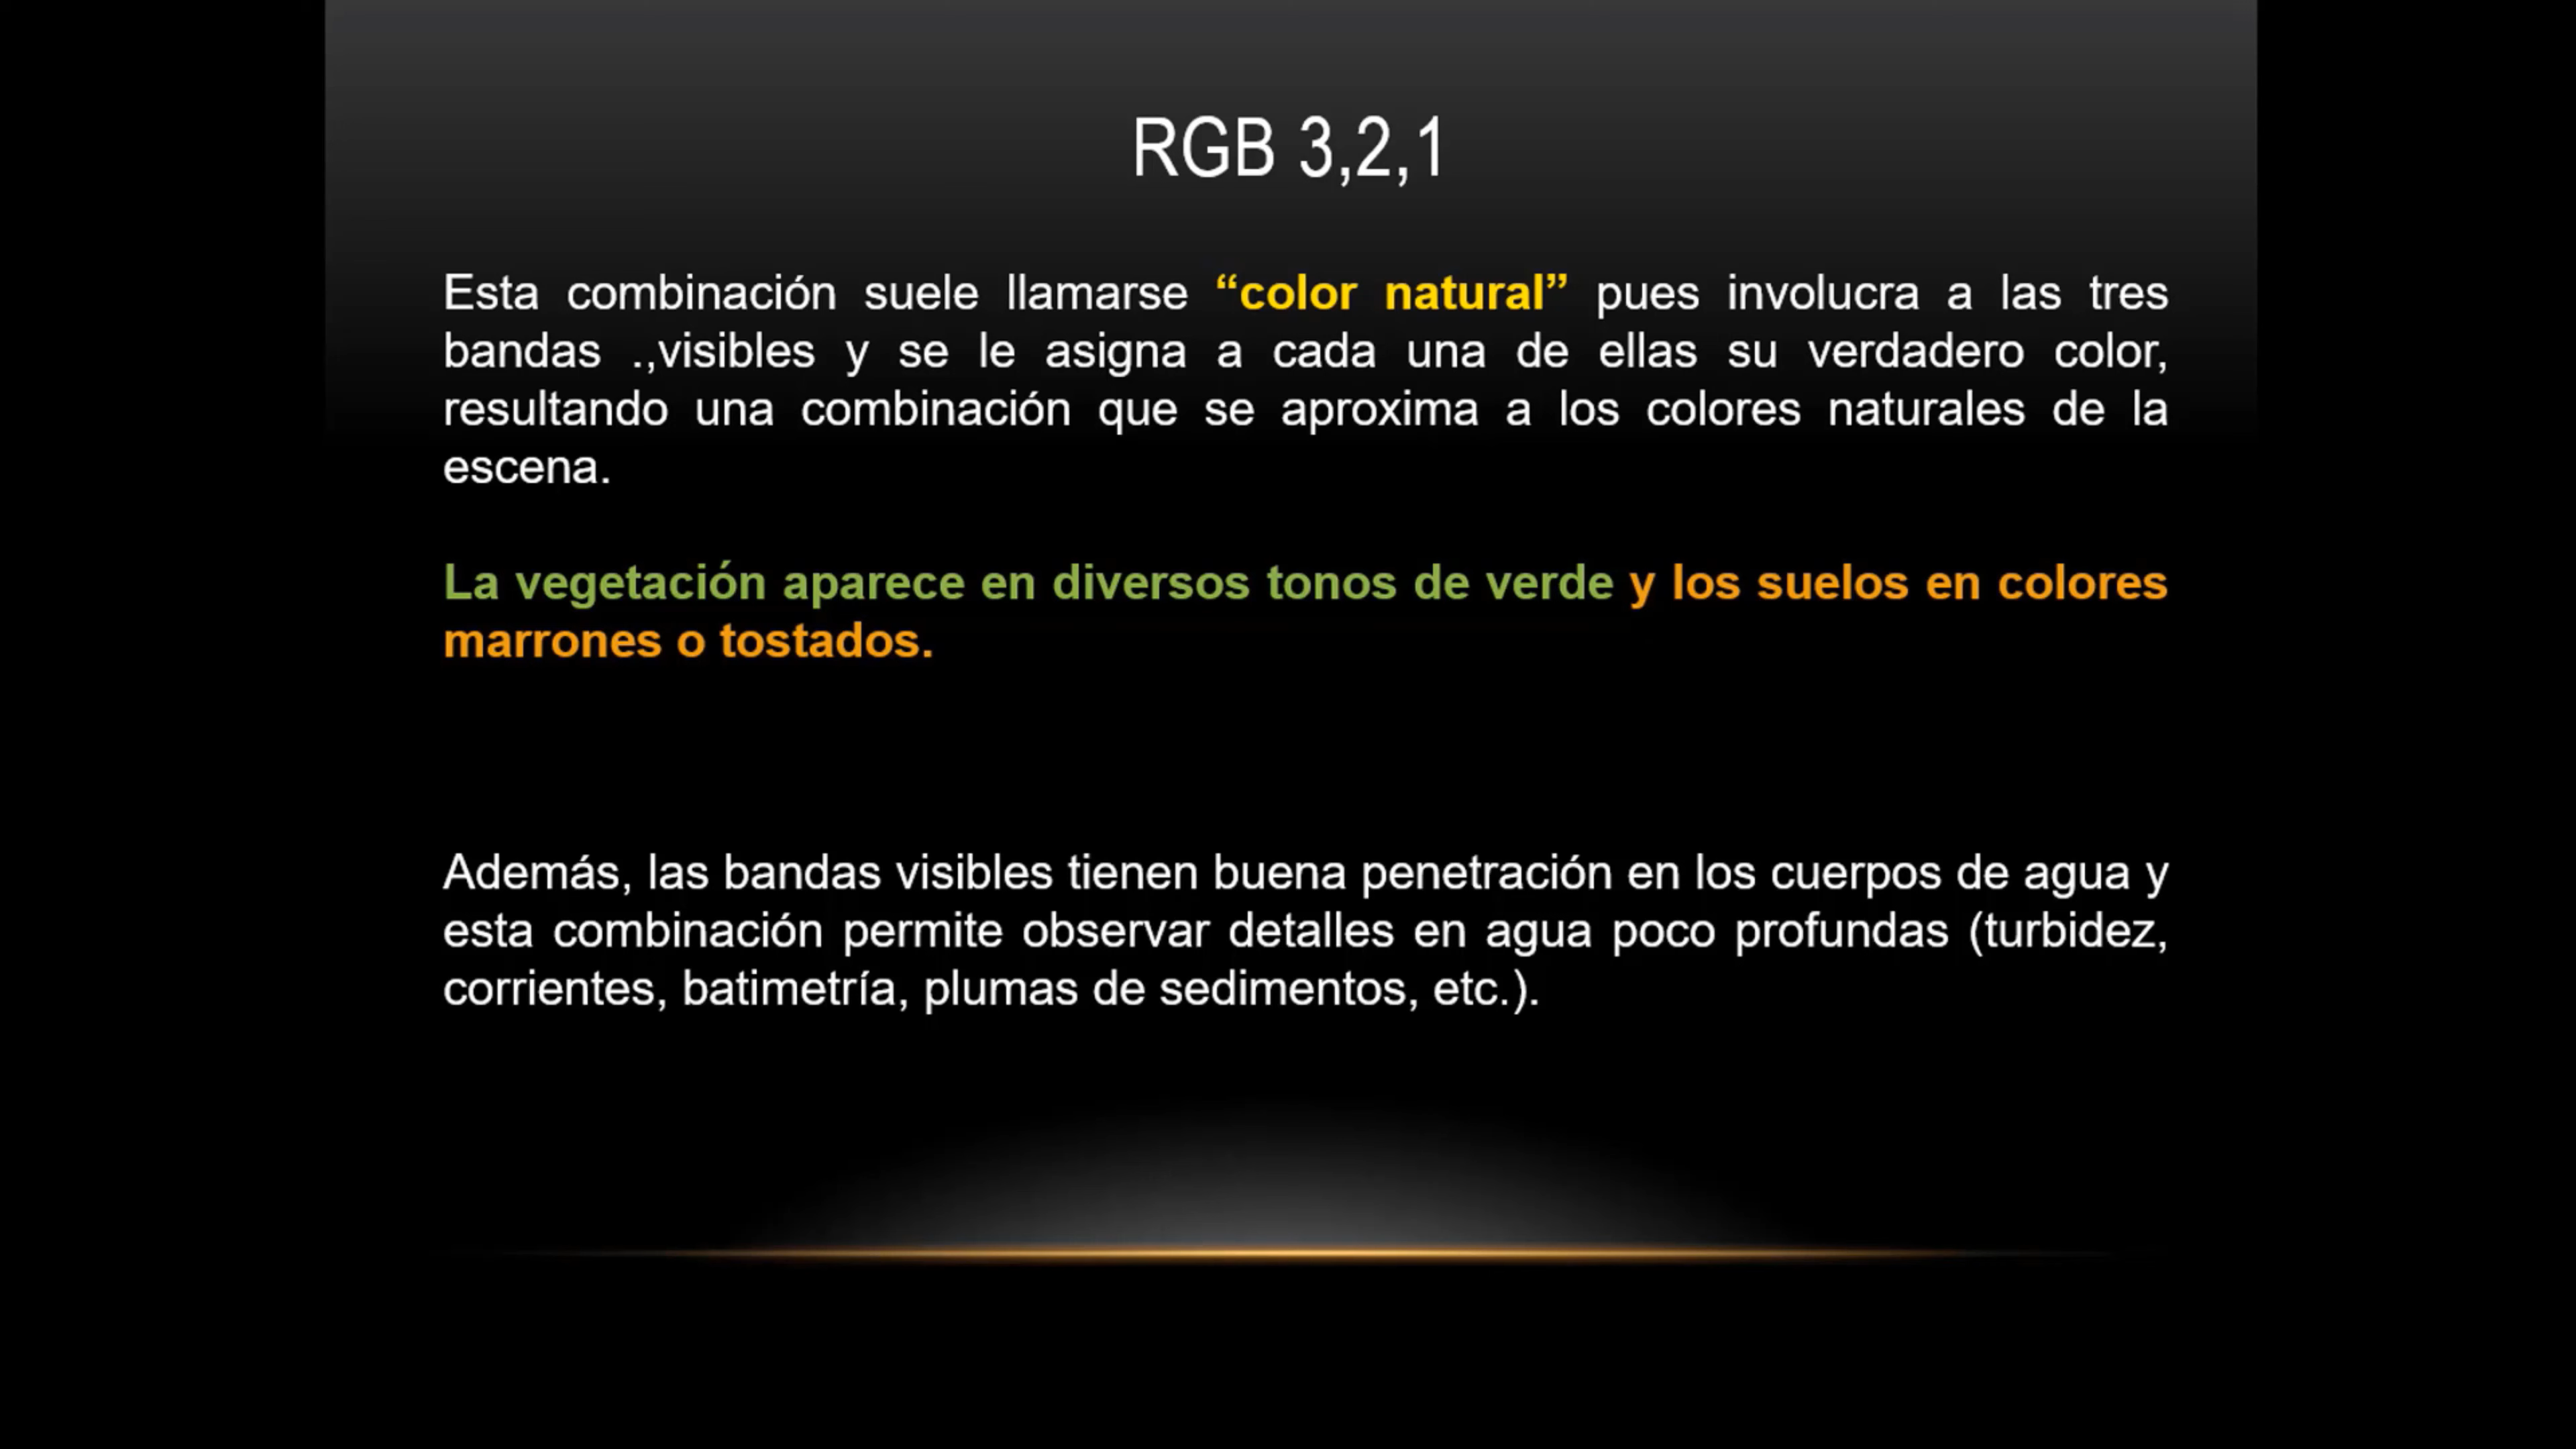 RGB 3,2,1
Esta combinación suele llamarse “color natural” pues involucra a las tres
bandas .,visibles y se le asigna a cada una de ellas su verdadero color,
resultando una combinación que se aproxima a los colores naturales de la
escena.
La vegetación aparece en diversos tonos de verde y los suelos en colores
marrones o tostados.
Además, las bandas visibles tienen buena penetración en los cuerpos de agua y
esta combinación permite observar detalles en agua poco profundas (turbidez,
corrientes, batimetría, plumas de sedimentos, etc.).